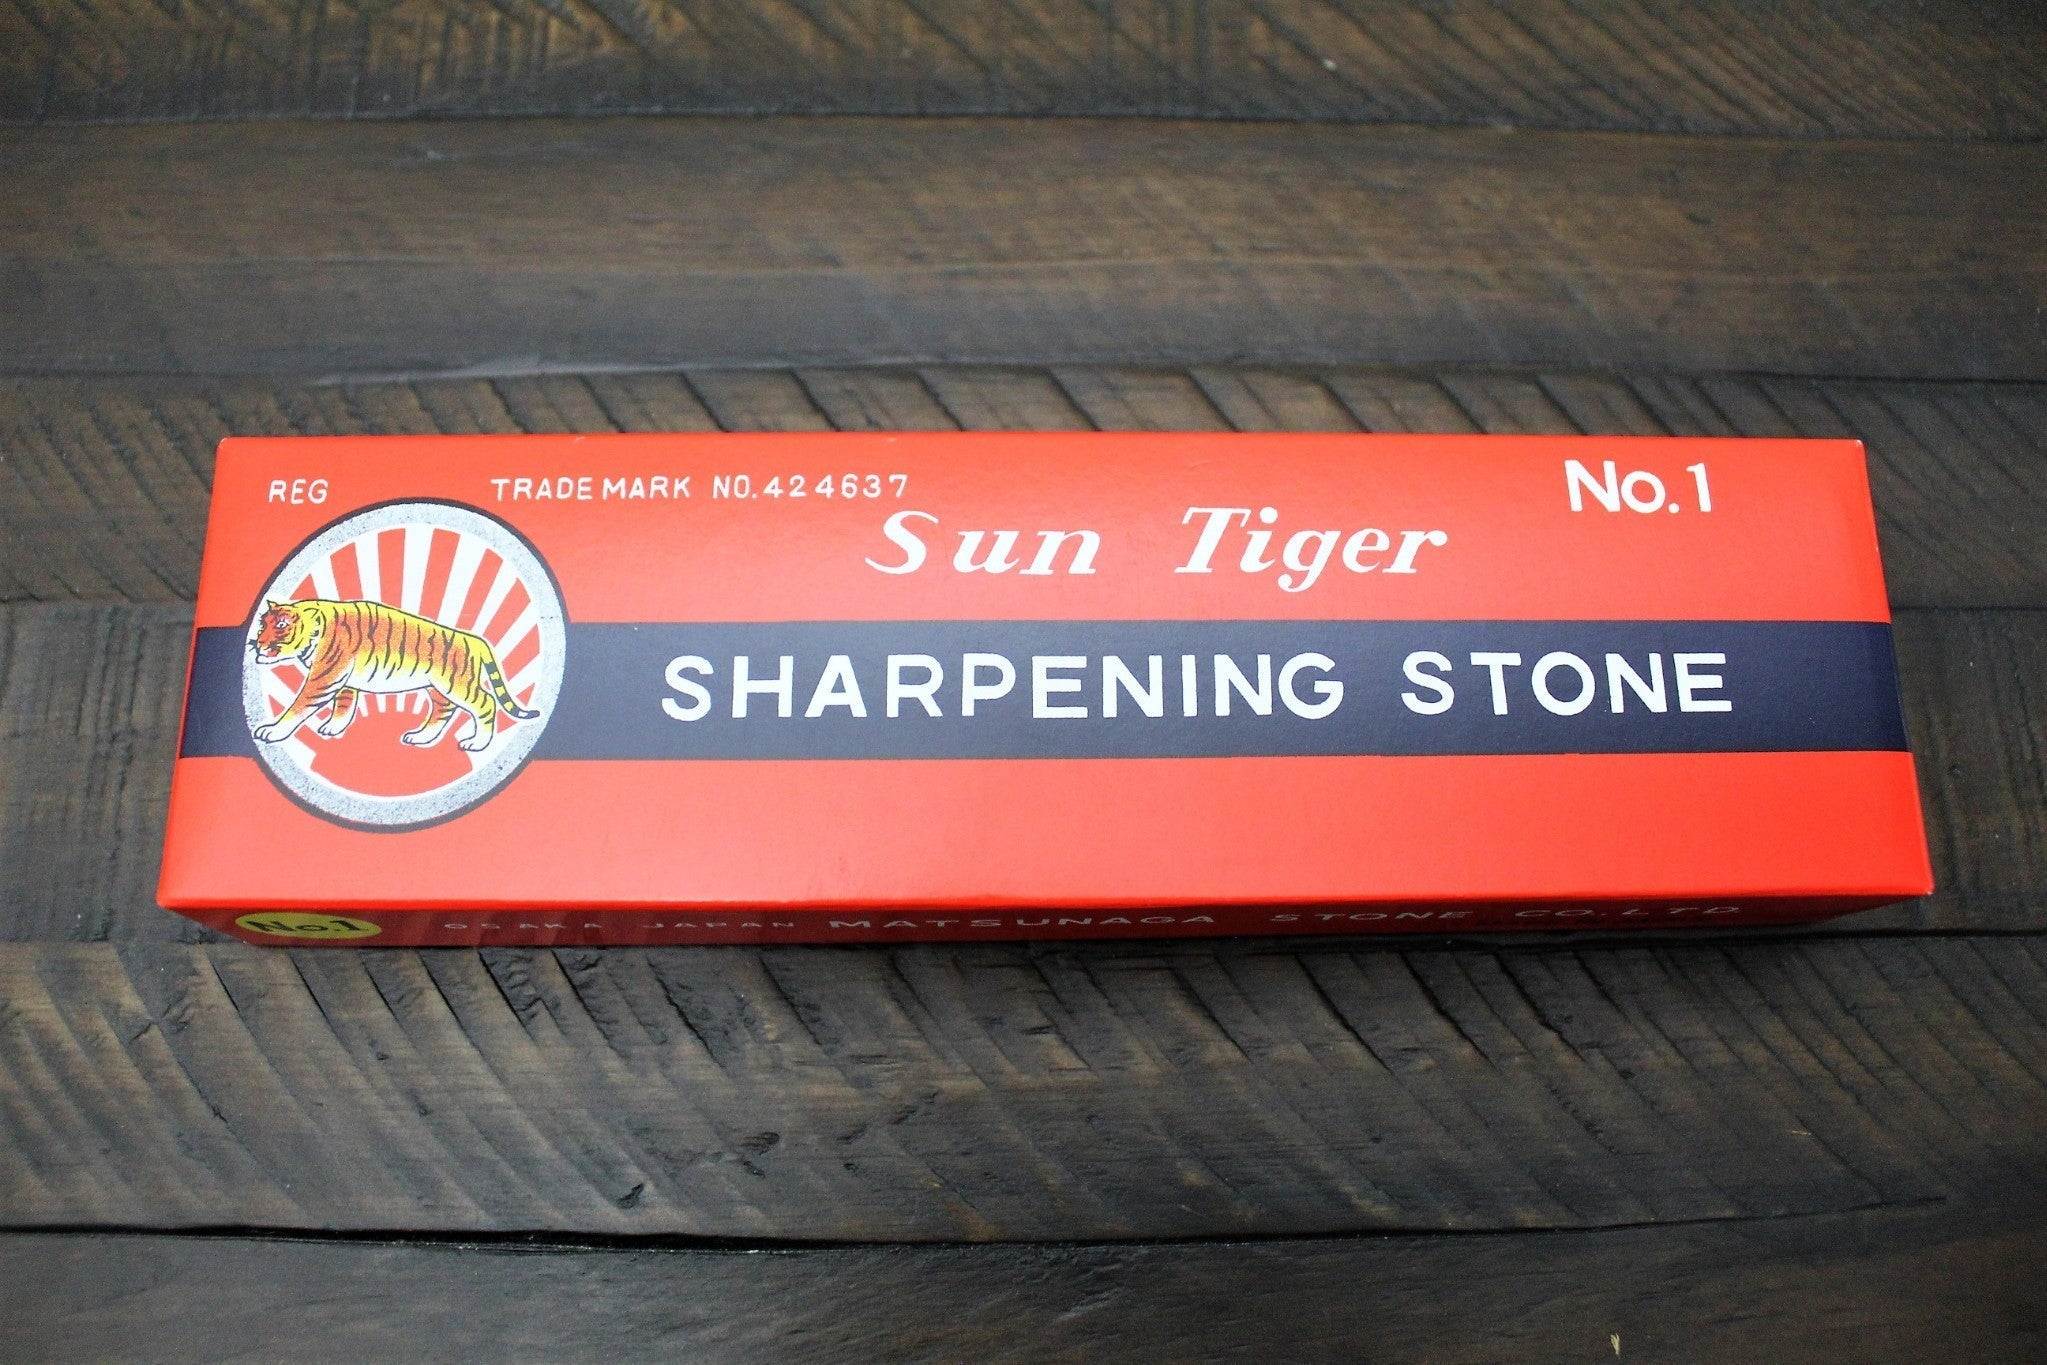 REG TRADE MARK NO. 424637
No. 1
Sun Tiger
SHARPENING STONE
No.1 OSAKA JAPAN MATSUNAGA STONE CO. LTD